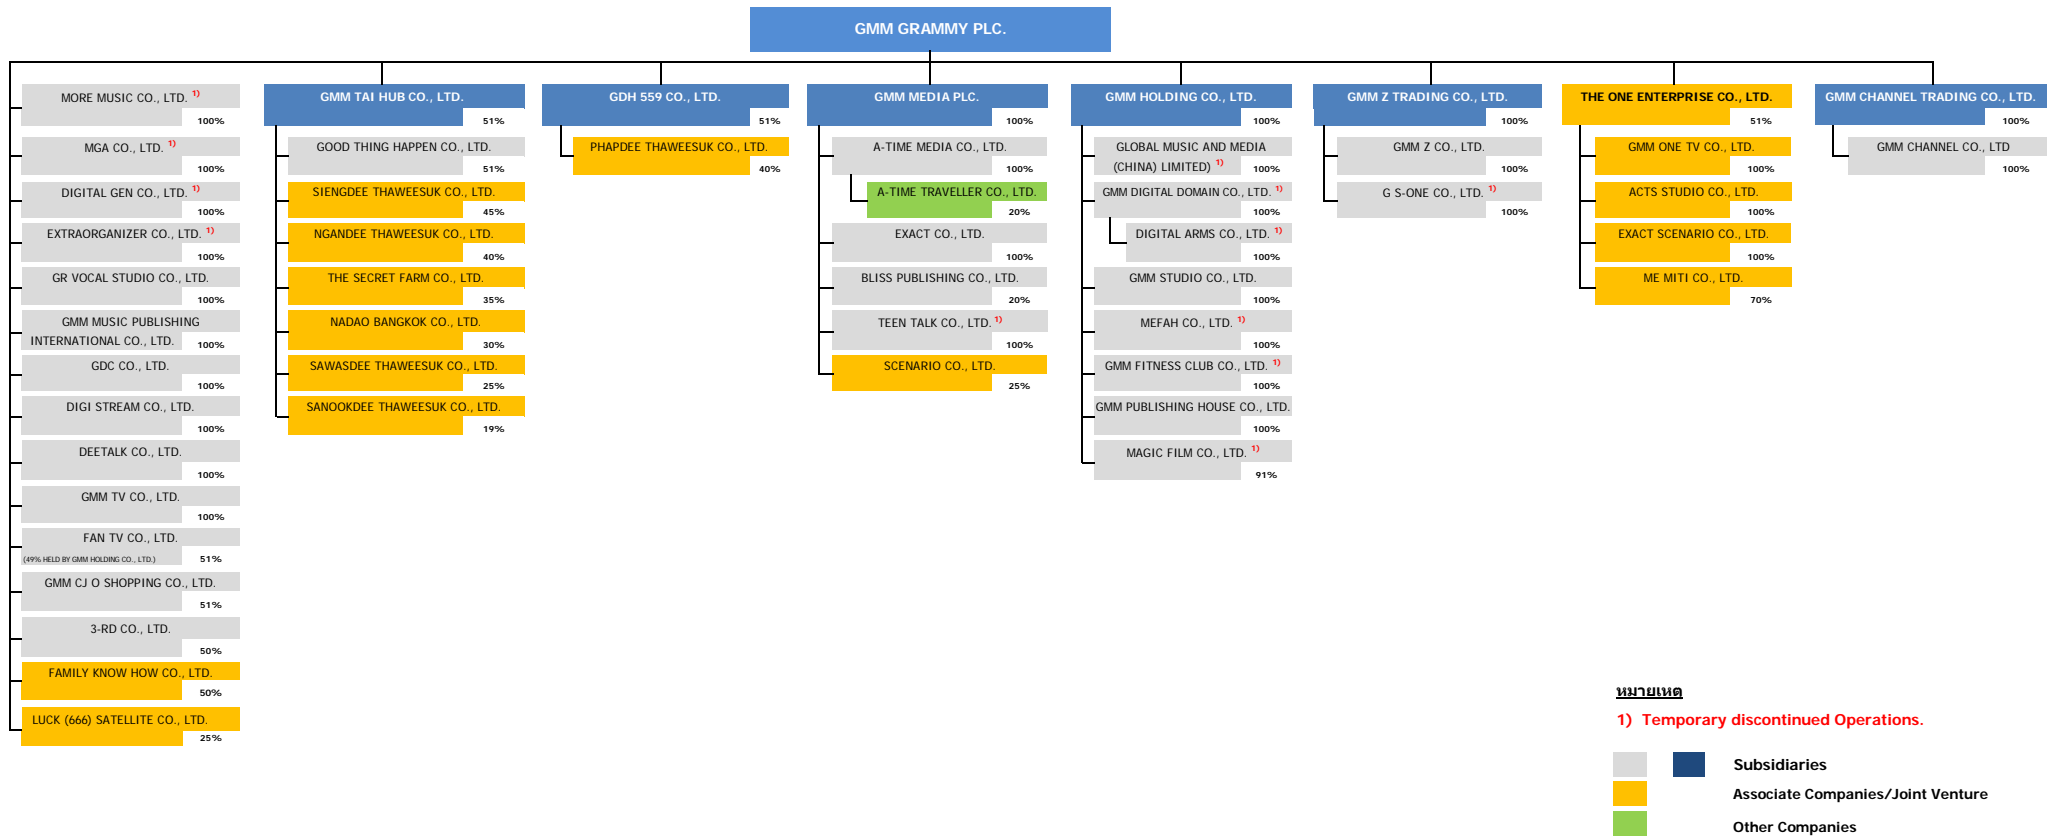 GMM GRAMMY PLC.
MORE MUSIC CO., LTD. 1)
100%
MGA CO., LTD. 1)
100%
DIGITAL GEN CO., LTD. 1)
100%
EXTRAORGANIZER CO., LTD. 1)
100%
GR VOCAL STUDIO CO., LTD.
100%
GMM MUSIC PUBLISHING
INTERNATIONAL CO., LTD.
100%
GDC CO., LTD.
100%
DIGI STREAM CO., LTD.
100%
DEETALK CO., LTD.
100%
GMM TV CO., LTD.
100%
FAN TV CO., LTD.
(49% HELD BY GMM HOLDING CO., LTD.)
51%
GMM CJ O SHOPPING CO., LTD.
51%
3-RD CO., LTD.
50%
FAMILY KNOW HOW CO., LTD.
50%
LUCK (666) SATELLITE CO., LTD.
25%
GMM TAI HUB CO., LTD.
51%
GOOD THING HAPPEN CO., LTD.
51%
SIENGDEE THAWEESUK CO., LTD.
45%
NGANDEE THAWEESUK CO., LTD.
40%
THE SECRET FARM CO., LTD.
35%
NADAO BANGKOK CO., LTD.
30%
SAWASDEE THAWEESUK CO., LTD.
25%
SANOOKDEE THAWEESUK CO., LTD.
19%
GDH 559 CO., LTD.
51%
PHAPDEE THAWEESUK CO., LTD.
40%
GMM MEDIA PLC.
100%
A-TIME MEDIA CO., LTD.
100%
A-TIME TRAVELLER CO., LTD.
20%
EXACT CO., LTD.
100%
BLISS PUBLISHING CO., LTD.
20%
TEEN TALK CO., LTD. 1)
100%
SCENARIO CO., LTD.
25%
GMM HOLDING CO., LTD.
100%
GLOBAL MUSIC AND MEDIA
(CHINA) LIMITED) 1)
100%
GMM DIGITAL DOMAIN CO., LTD. 1)
100%
DIGITAL ARMS CO., LTD. 1)
100%
GMM STUDIO CO., LTD.
100%
MEFAH CO., LTD. 1)
100%
GMM FITNESS CLUB CO., LTD. 1)
100%
GMM PUBLISHING HOUSE CO., LTD.
100%
MAGIC FILM CO., LTD. 1)
91%
GMM Z TRADING CO., LTD.
100%
GMM Z CO., LTD.
100%
G S-ONE CO., LTD. 1)
100%
THE ONE ENTERPRISE CO., LTD.
51%
GMM ONE TV CO., LTD.
100%
ACTS STUDIO CO., LTD.
100%
EXACT SCENARIO CO., LTD.
100%
ME MITI CO., LTD.
70%
GMM CHANNEL TRADING CO., LTD.
100%
GMM CHANNEL CO., LTD
100%
หมายเหตุ
1) Temporary discontinued Operations.
Subsidiaries
Associate Companies/Joint Venture
Other Companies